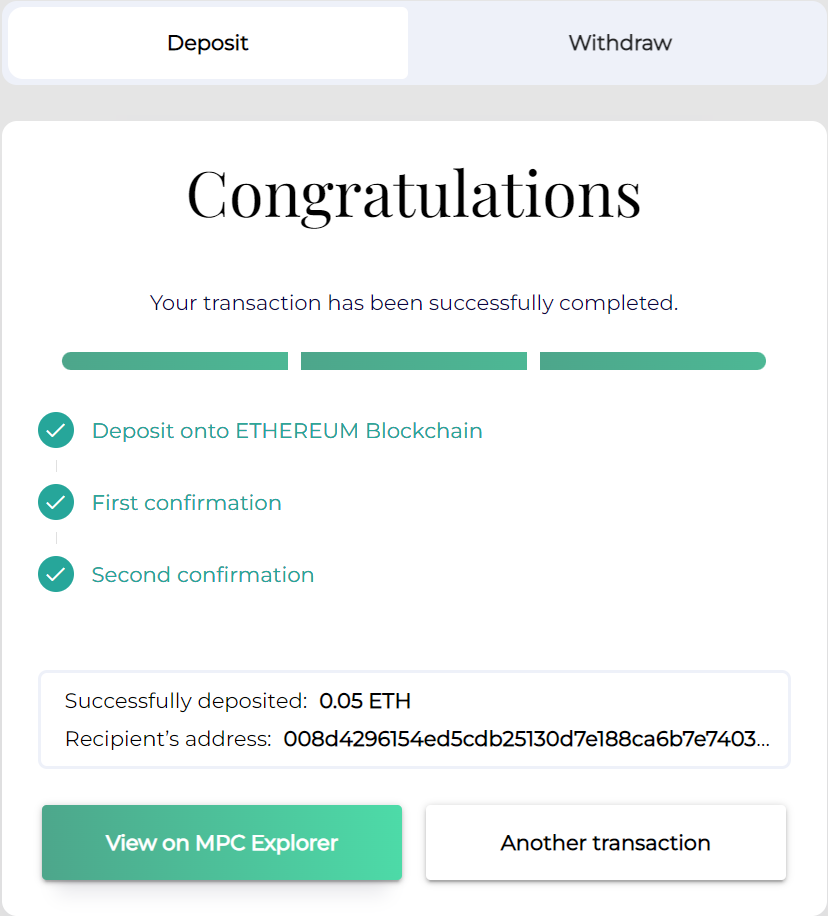 Deposit
Withdraw
Congratulations
Your transaction has been successfully completed.
Deposit onto ETHEREUM Blockchain
First confirmation
Second confirmation
Successfully deposited: 0.05 ETH
Recipient's address: 008d4296154ed5cdb25130d7e188ca6b7e7403...
View on MPC Explorer
Another transaction